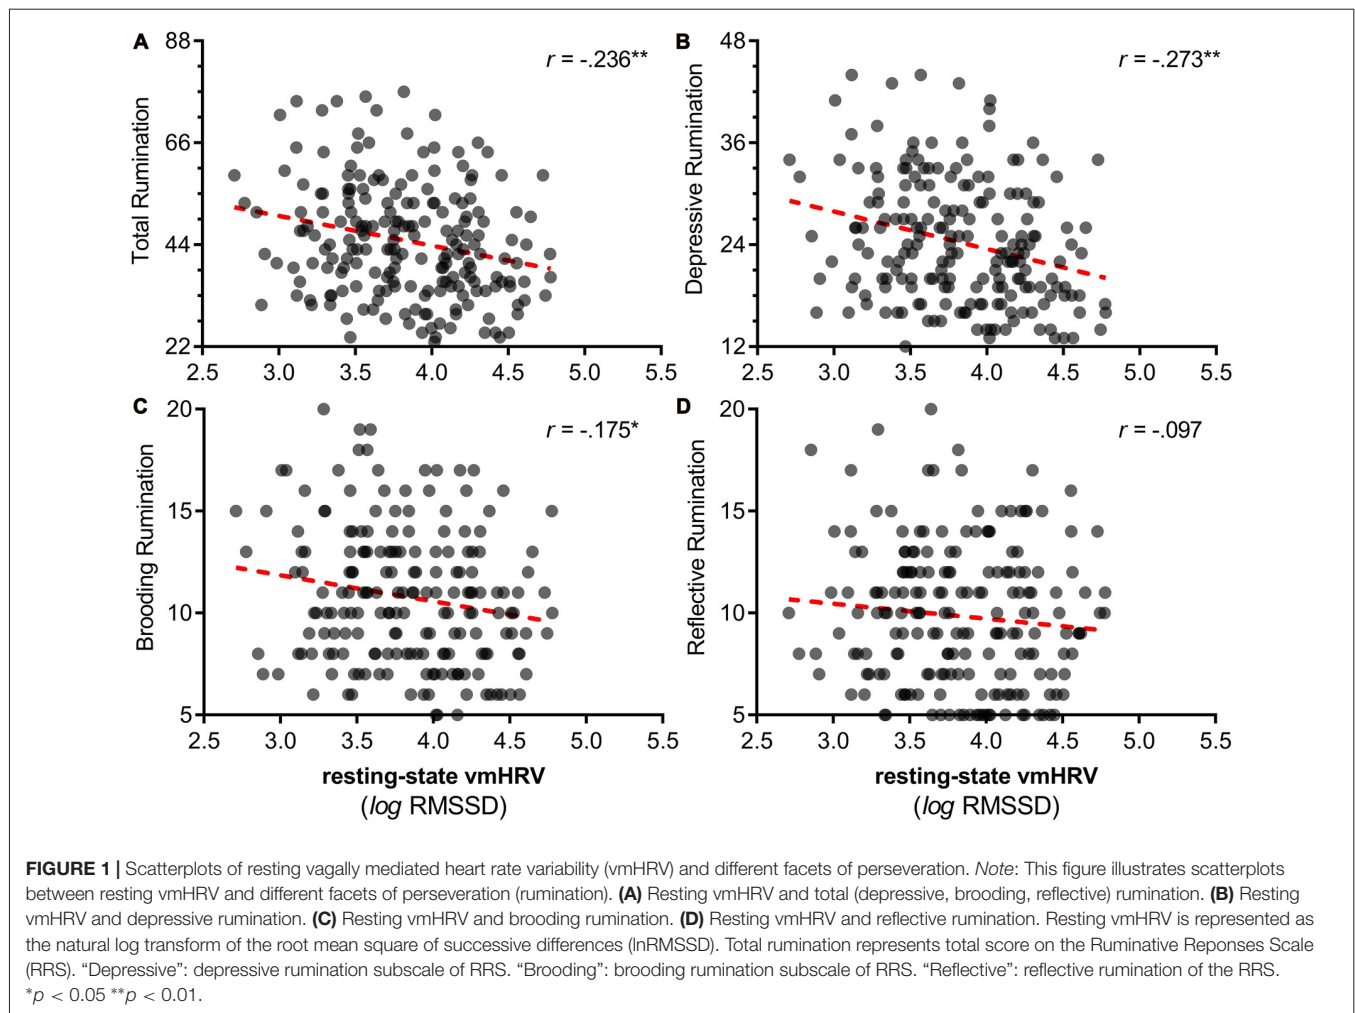 A
r = -.236**
88
66
44
22
Total Rumination
2.5 3.0 3.5 4.0 4.5 5.0 5.5
B
r = -.273**
48
36
24
12
Depressive Rumination
2.5 3.0 3.5 4.0 4.5 5.0 5.5
C
r = -.175*
20
15
10
5
Brooding Rumination
2.5 3.0 3.5 4.0 4.5 5.0 5.5
resting-state vmHRV
(log RMSSD)
D
r = -.097
20
15
10
5
Reflective Rumination
2.5 3.0 3.5 4.0 4.5 5.0 5.5
resting-state vmHRV
(log RMSSD)
FIGURE 1 | Scatterplots of resting vagally mediated heart rate variability (vmHRV) and different facets of perseveration. Note: This figure illustrates scatterplots
between resting vmHRV and different facets of perseveration (rumination). (A) Resting vmHRV and total (depressive, brooding, reflective) rumination. (B) Resting
vmHRV and depressive rumination. (C) Resting vmHRV and brooding rumination. (D) Resting vmHRV and reflective rumination. Resting vmHRV is represented as
the natural log transform of the root mean square of successive differences (lnRMSSD). Total rumination represents total score on the Ruminative Reponses Scale
(RRS). “Depressive”: depressive rumination subscale of RRS. “Brooding”: brooding rumination subscale of RRS. “Reflective”: reflective rumination of the RRS.
*p < 0.05 **p < 0.01.